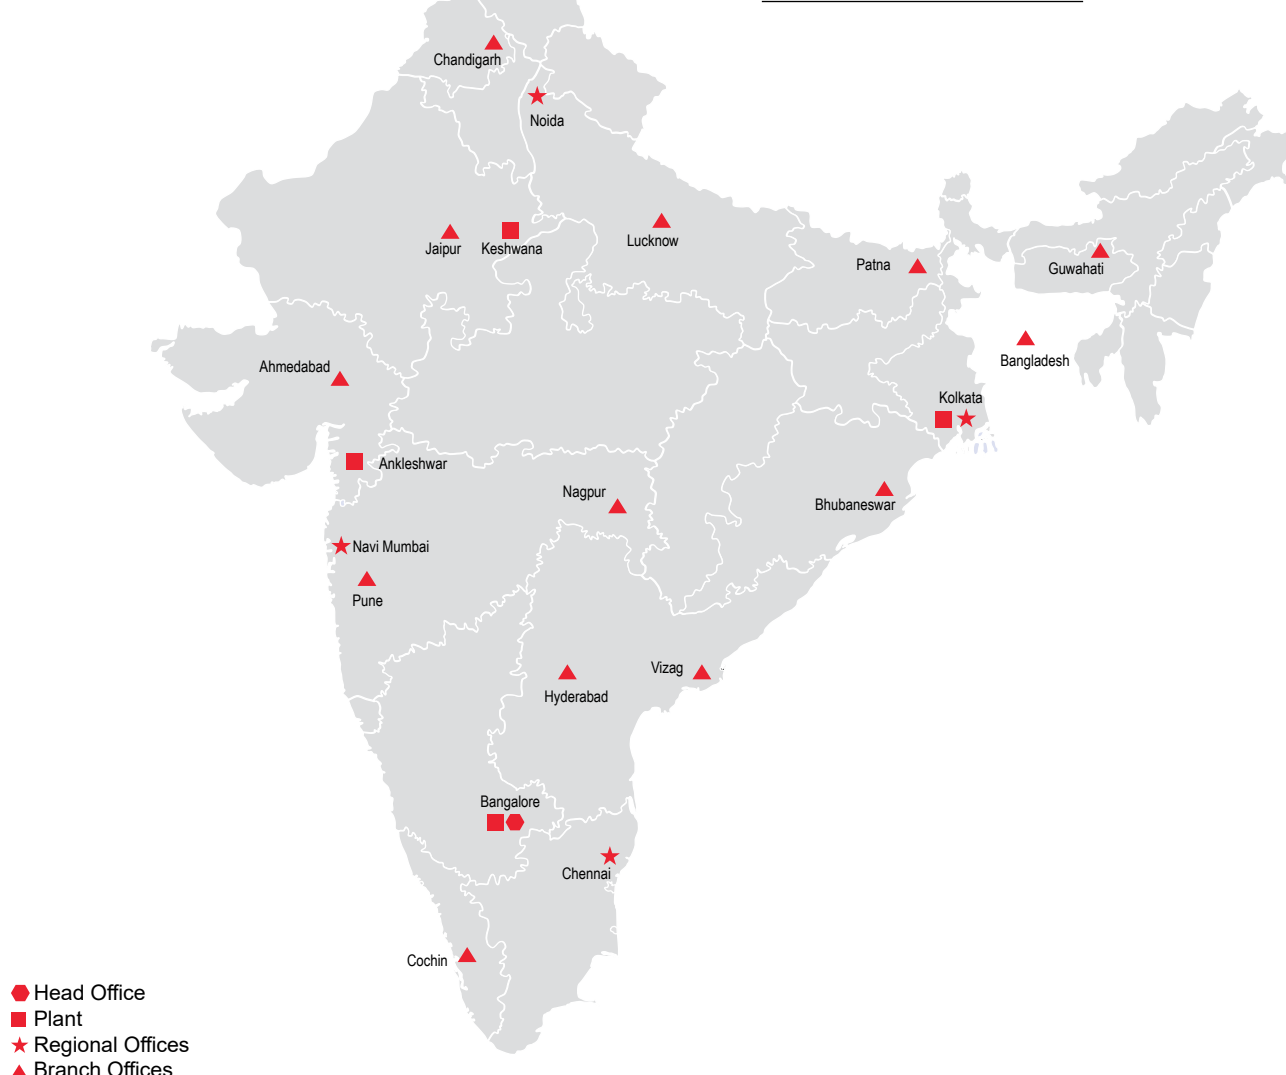 Chandigarh
Noida
Jaipur
Keshwana
Lucknow
Patna
Guwahati
Bangladesh
Ahmedabad
Kolkata
Ankleshwar
Nagpur
Bhubaneswar
Navi Mumbai
Pune
Vizag
Hyderabad
Bangalore
Chennai
Cochin
Head Office
Plant
Regional Offices
Branch Offices